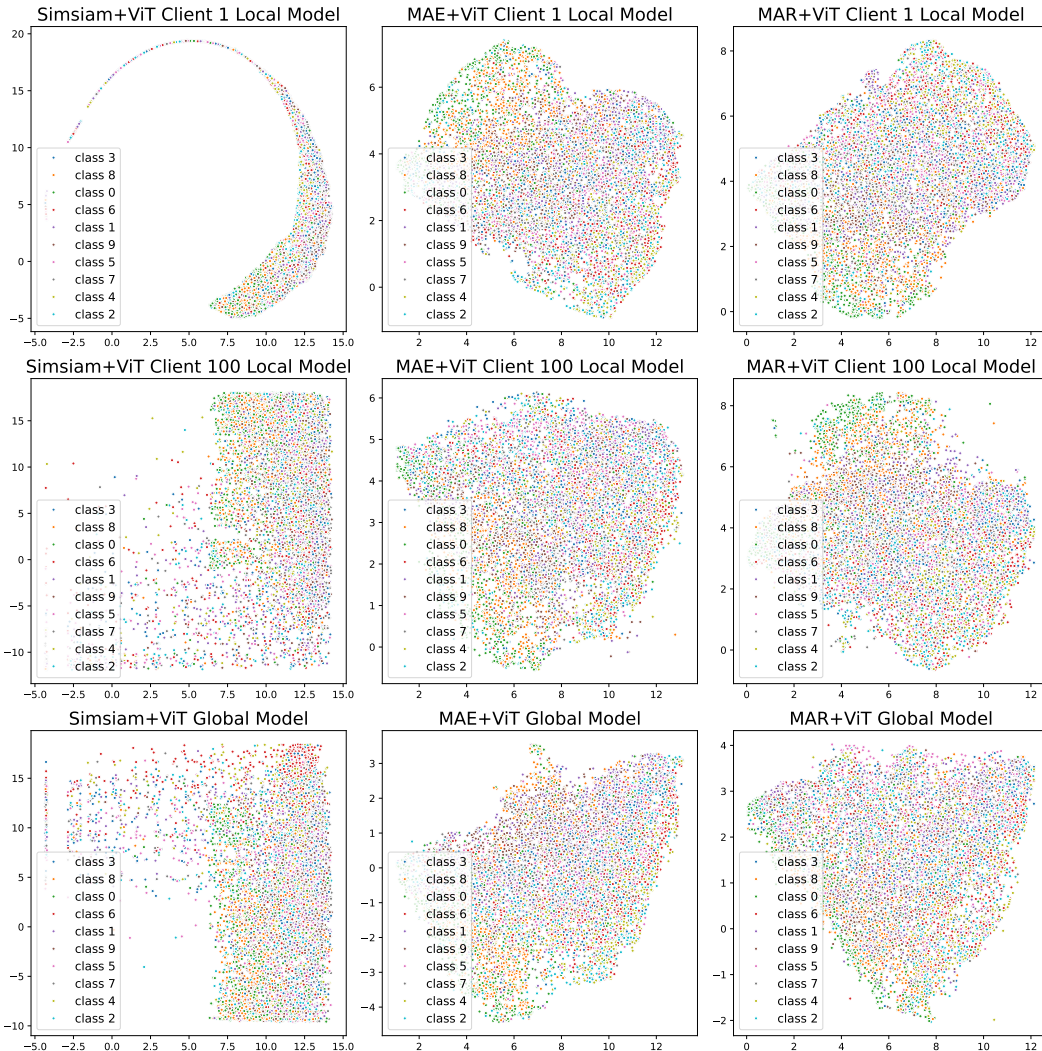 Simsiam+ViT Client 1 Local Model
20
15
10
5
0
−5
class 3
class 8
class 0
class 6
class 1
class 9
class 5
class 7
class 4
class 2
−5.0 −2.5 0.0 2.5 5.0 7.5 10.0 12.5 15.0
MAE+ViT Client 1 Local Model
6
4
2
0
class 3
class 8
class 0
class 6
class 1
class 9
class 5
class 7
class 4
class 2
2 4 6 8 10 12
MAR+ViT Client 1 Local Model
8
6
4
2
0
class 3
class 8
class 0
class 6
class 1
class 9
class 5
class 7
class 4
class 2
0 2 4 6 8 10 12
Simsiam+ViT Client 100 Local Model
15
10
5
0
−5
−10
class 3
class 8
class 0
class 6
class 1
class 9
class 5
class 7
class 4
class 2
−5.0 −2.5 0.0 2.5 5.0 7.5 10.0 12.5 15.0
MAE+ViT Client 100 Local Model
6
5
4
3
2
1
0
class 3
class 8
class 0
class 6
class 1
class 9
class 5
class 7
class 4
class 2
2 4 6 8 10 12
MAR+ViT Client 100 Local Model
8
6
4
2
0
class 3
class 8
class 0
class 6
class 1
class 9
class 5
class 7
class 4
class 2
0 2 4 6 8 10 12
Simsiam+ViT Global Model
15
10
5
0
−5
−10
class 3
class 8
class 0
class 6
class 1
class 9
class 5
class 7
class 4
class 2
−5.0 −2.5 0.0 2.5 5.0 7.5 10.0 12.5 15.0
MAE+ViT Global Model
3
2
1
0
−1
−2
−3
−4
class 3
class 8
class 0
class 6
class 1
class 9
class 5
class 7
class 4
class 2
2 4 6 8 10 12
MAR+ViT Global Model
4
3
2
1
0
−1
−2
class 3
class 8
class 0
class 6
class 1
class 9
class 5
class 7
class 4
class 2
0 2 4 6 8 10 12